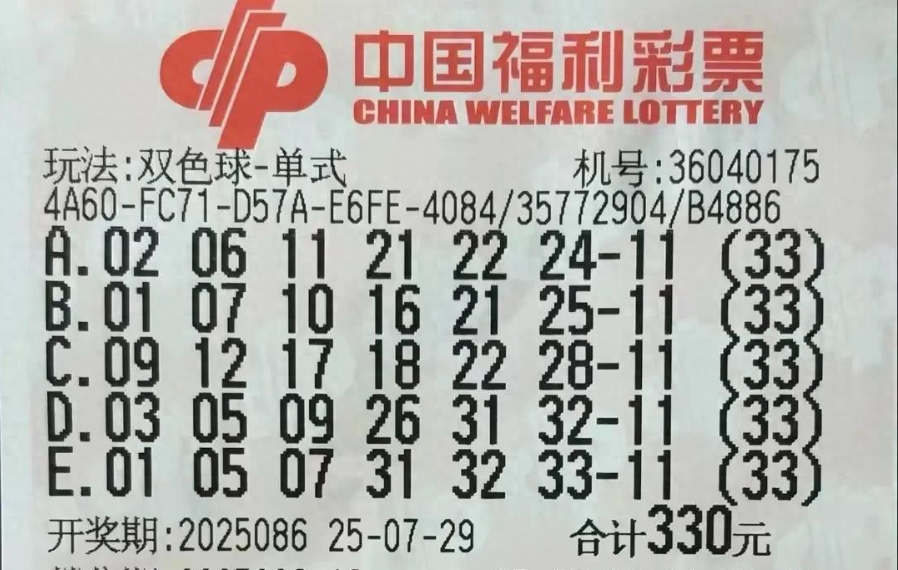 中国福利彩票
CHINA WELFARE LOTTERY
玩法:双色球-单式 机号:36040175
4A60-FC71-D57A-E6FE-4084/35772904/B4886
A.02 06 11 21 22 24-11 (33)
B.01 07 10 16 21 25-11 (33)
C.09 12 17 18 22 28-11 (33)
D.03 05 09 26 31 32-11 (33)
E.01 05 07 31 32 33-11 (33)
开奖期:2025086 25-07-29 合计330元